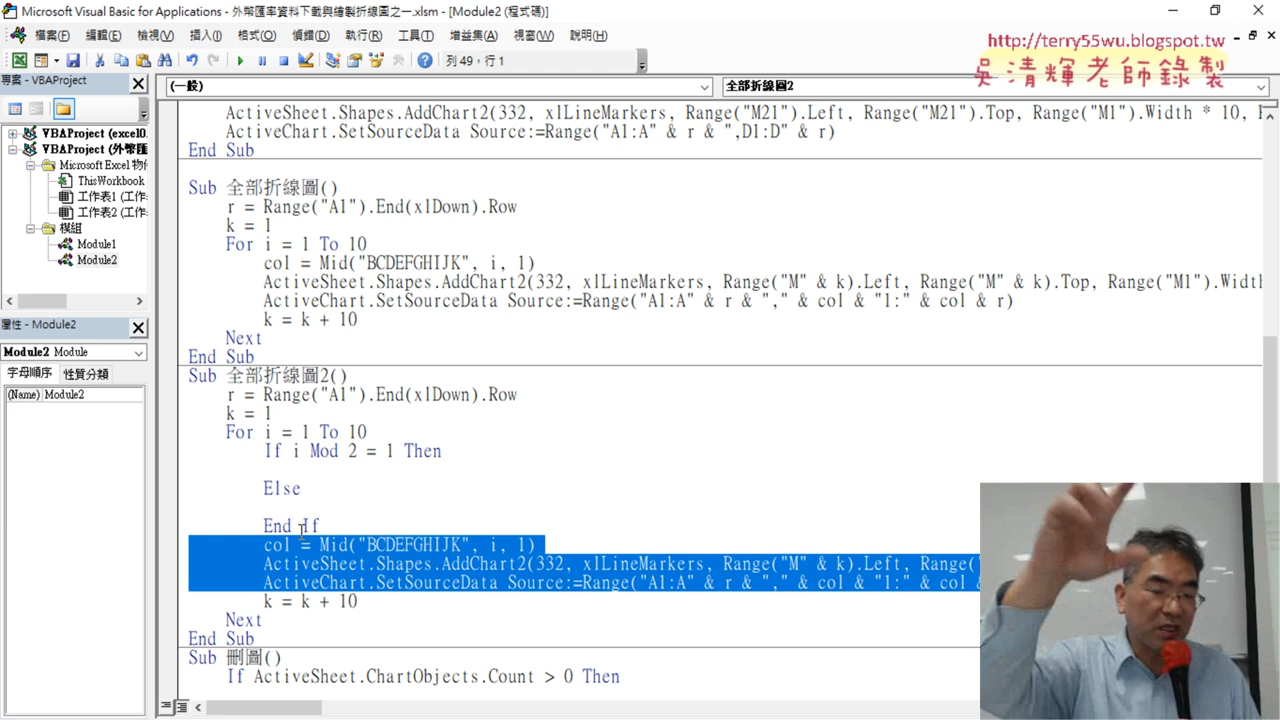 Microsoft Visual Basic for Applications - 外幣匯率資料下載與繪製折線圖之一.xlsm - [Module2 (程式碼)]
檔案(F) 編輯(E) 檢視(V) 插入(I) 格式(O) 偵錯(D) 執行(R) 工具(T) 增益集(A) 視窗(W) 說明(H)
http://terry55wu.blogspot.tw
吳清輝老師錄製
列 49，行 1
專案 - VBAProject
(一般)
全部折線圖2
VBAProject (excel0.
VBAProject (外幣匯
Microsoft Excel 物件
ThisWorkbook
工作表1 (工作
工作表2 (工作
模組
Module1
Module2
屬性 - Module2
Module2 Module
字母順序 性質分類
(Name) Module2
ActiveSheet.Shapes.AddChart2(332, xlLineMarkers, Range("M21").Left, Range("M21").Top, Range("M1").Width * 10,
ActiveChart.SetSourceData Source:=Range("A1:A" & r & ",D1:D" & r)
End Sub
Sub 全部折線圖()
r = Range("A1").End(xlDown).Row
k = 1
For i = 1 To 10
col = Mid("BCDEFGHIJK", i, 1)
ActiveSheet.Shapes.AddChart2(332, xlLineMarkers, Range("M" & k).Left, Range("M" & k).Top, Range("M1").Width
ActiveChart.SetSourceData Source:=Range("A1:A" & r & "," & col & "1:" & col & r)
k = k + 10
Next
End Sub
Sub 全部折線圖2()
r = Range("A1").End(xlDown).Row
k = 1
For i = 1 To 10
If i Mod 2 = 1 Then
Else
End If
col = Mid("BCDEFGHIJK", i, 1)
ActiveSheet.Shapes.AddChart2(332, xlLineMarkers, Range("M" & k).Left, Range("
ActiveChart.SetSourceData Source:=Range("A1:A" & r & "," & col & "1:" & col &
k = k + 10
Next
End Sub
Sub 刪圖()
If ActiveSheet.ChartObjects.Count > 0 Then